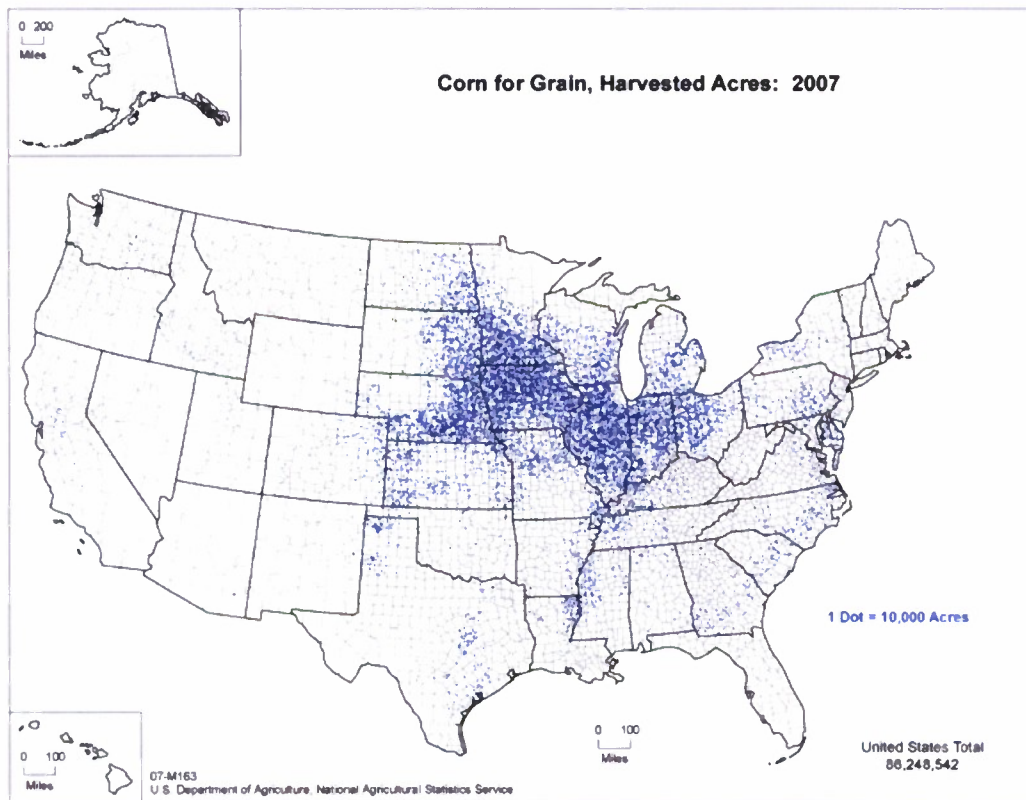 0 200
Miles
Corn for Grain, Harvested Acres: 2007
1 Dot = 10,000 Acres
0 100
Miles
0 100
Miles
United States Total
86,248,542
07-M163
U.S. Department of Agriculture, National Agricultural Statistics Service